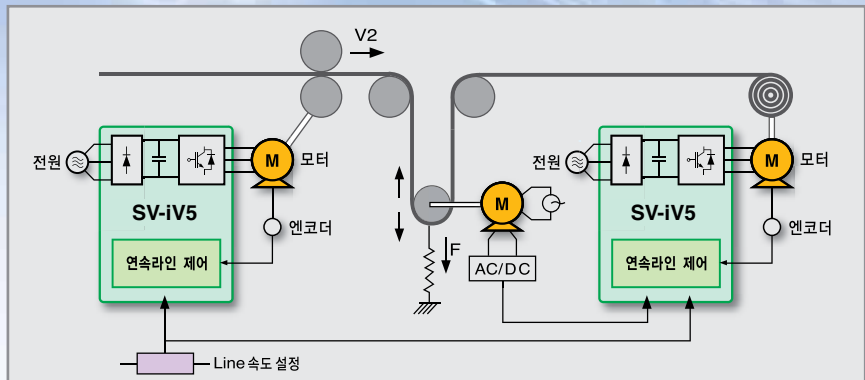 V2
전원
M
모터
SV-iV5
엔코더
연속라인 제어
M
F
AC/DC
전원
M
모터
SV-iV5
엔코더
연속라인 제어
Line 속도 설정